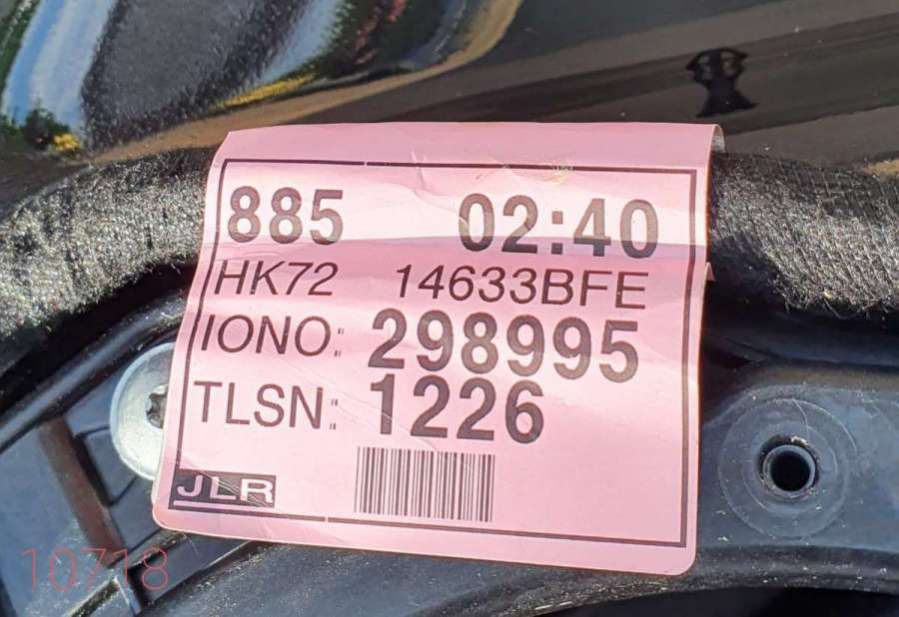 885 02:40
HK72 14633BFE
IONO: 298995
TLSN: 1226
JLR
10718